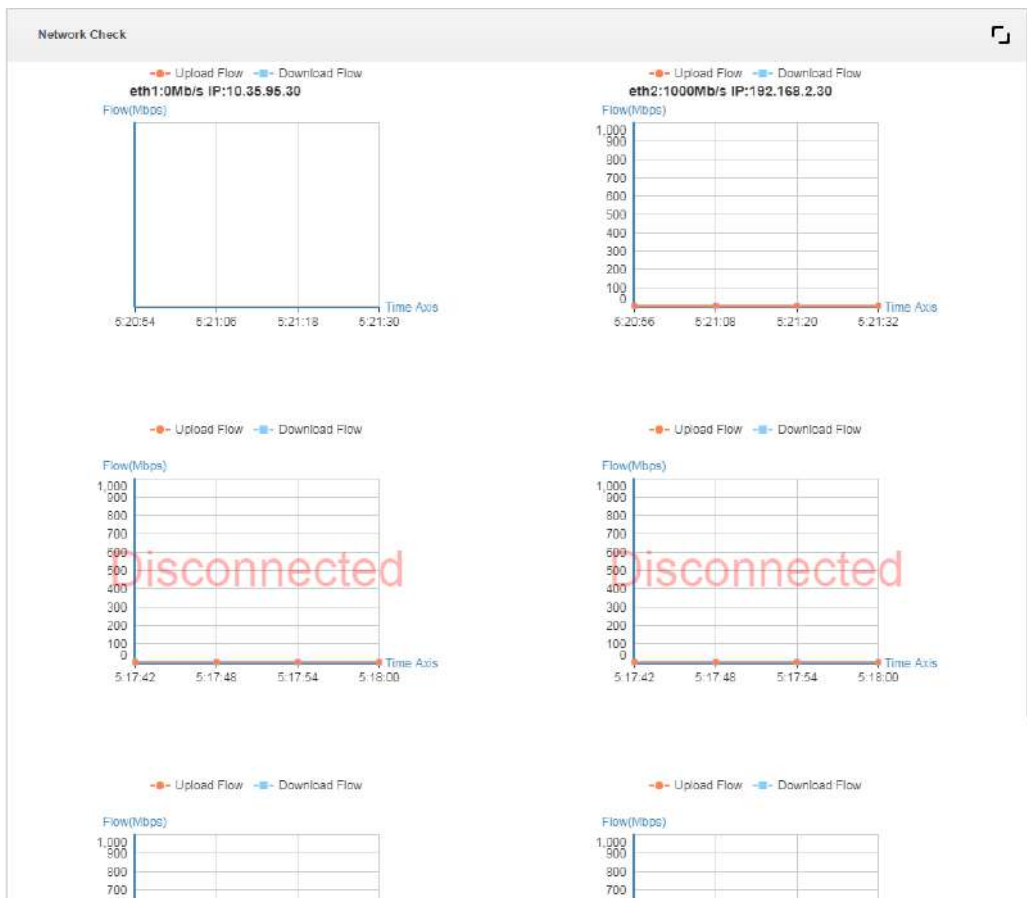 Network Check
Upload Flow Download Flow
eth1:0Mb/s IP:10.35.95.30
Flow(Mbps)
Time Axis
5:20:54 5:21:06 5:21:18 5:21:30
Upload Flow Download Flow
eth2:1000Mb/s IP:192.168.2.30
Flow(Mbps)
1,000
900
800
700
600
500
400
300
200
100
0
Time Axis
5:20:56 5:21:08 5:21:20 5:21:32
Upload Flow Download Flow
Flow(Mbps)
1,000
900
800
700
600
500
400
300
200
100
0
Disconnected
Time Axis
5:17:42 5:17:48 5:17:54 5:18:00
Upload Flow Download Flow
Flow(Mbps)
1,000
900
800
700
600
500
400
300
200
100
0
Disconnected
Time Axis
5:17:42 5:17:48 5:17:54 5:18:00
Upload Flow Download Flow
Flow(Mbps)
1,000
900
800
700
Upload Flow Download Flow
Flow(Mbps)
1,000
900
800
700